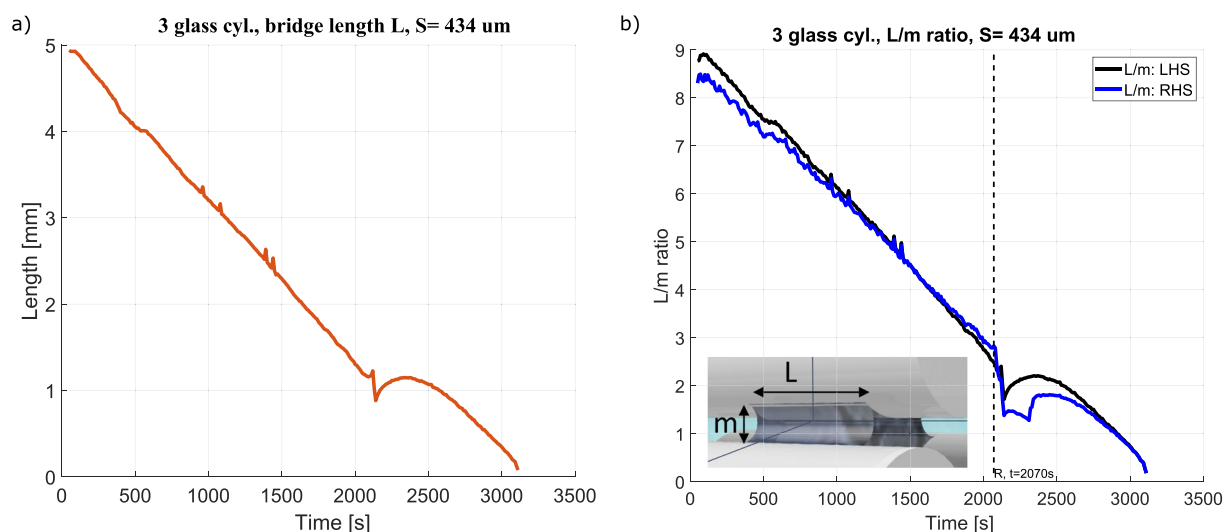 a)
3 glass cyl., bridge length L, S= 434 um
5
4
3
2
1
0
Length [mm]
0 500 1000 1500 2000 2500 3000 3500
Time [s]
b)
3 glass cyl., L/m ratio, S= 434 um
L/m: LHS
L/m: RHS
9
8
7
6
5
4
3
2
1
0
L/m ratio
L
m
R, t=2070s
0 500 1000 1500 2000 2500 3000 3500
Time [s]